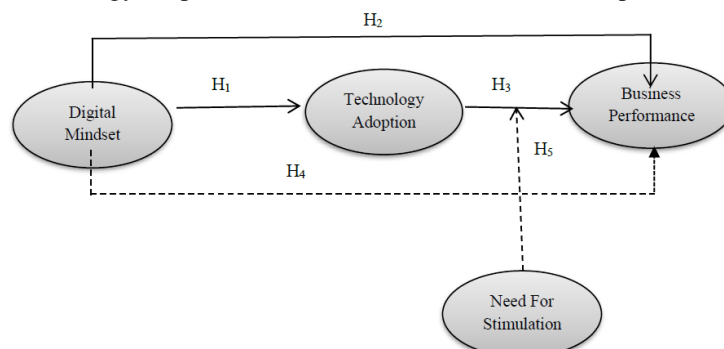 H₂
H₁
H₃
Digital
Mindset
Technology
Adoption
Business
Performance
H₅
H₄
Need For
Stimulation